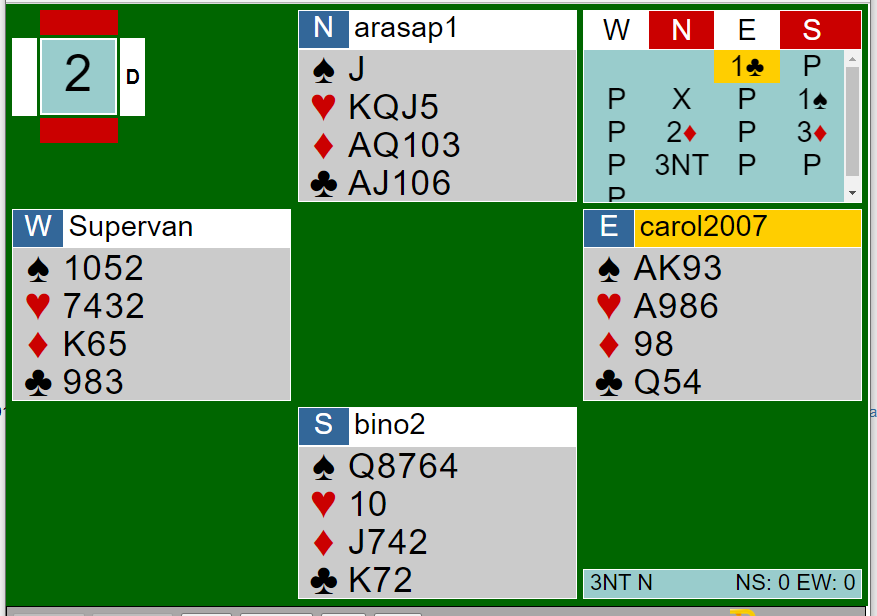 2
D
N arasap1
♠ J
♥ KQJ5
♦ AQ103
♣ AJ106
W N E S
1♣ P
P X P 1♠
P 2♦ P 3♦
P 3NT P P
P
W Supervan
♠ 1052
♥ 7432
♦ K65
♣ 983
E carol2007
♠ AK93
♥ A986
♦ 98
♣ Q54
S bino2
♠ Q8764
♥ 10
♦ J742
♣ K72
3NT N NS: 0 EW: 0